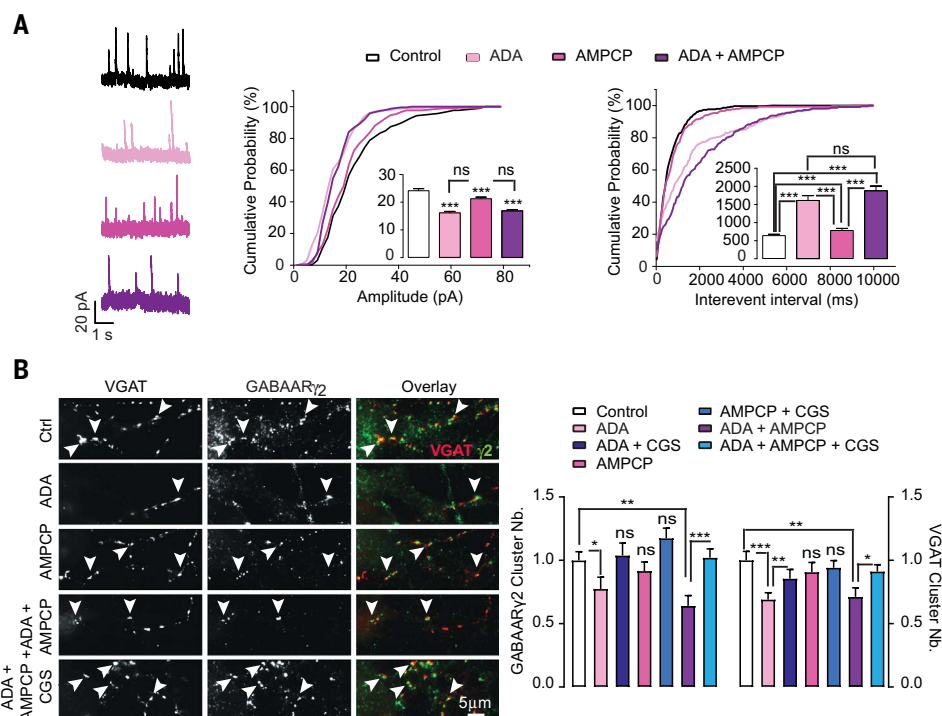 A
Control ADA AMPCP ADA + AMPCP
20 pA
1 s
Cumulative Probability (%)
100
80
60
40
20
0
30
20
10
0
ns ns
*** *** ***
0 20 40 60 80
Amplitude (pA)
Cumulative Probability (%)
100
80
60
40
20
0
2500
2000
1500
1000
500
ns
***
***
*** *** ***
0 2000 4000 6000 8000 10000
Interevent interval (ms)
B
VGAT GABAARγ2 Overlay
Ctrl
VGAT γ2
ADA
AMPCP
ADA +
AMPCP
ADA +
AMPCP +
CGS
5µm
Control
ADA
ADA + CGS
AMPCP
AMPCP + CGS
ADA + AMPCP
ADA + AMPCP + CGS
GABAARγ2 Cluster Nb.
1.5
1.0
0.5
0.0
**
* ns ns ns ***
**
*** ** ns ns *
1.5
1.0
0.5
0.0
VGAT Cluster Nb.